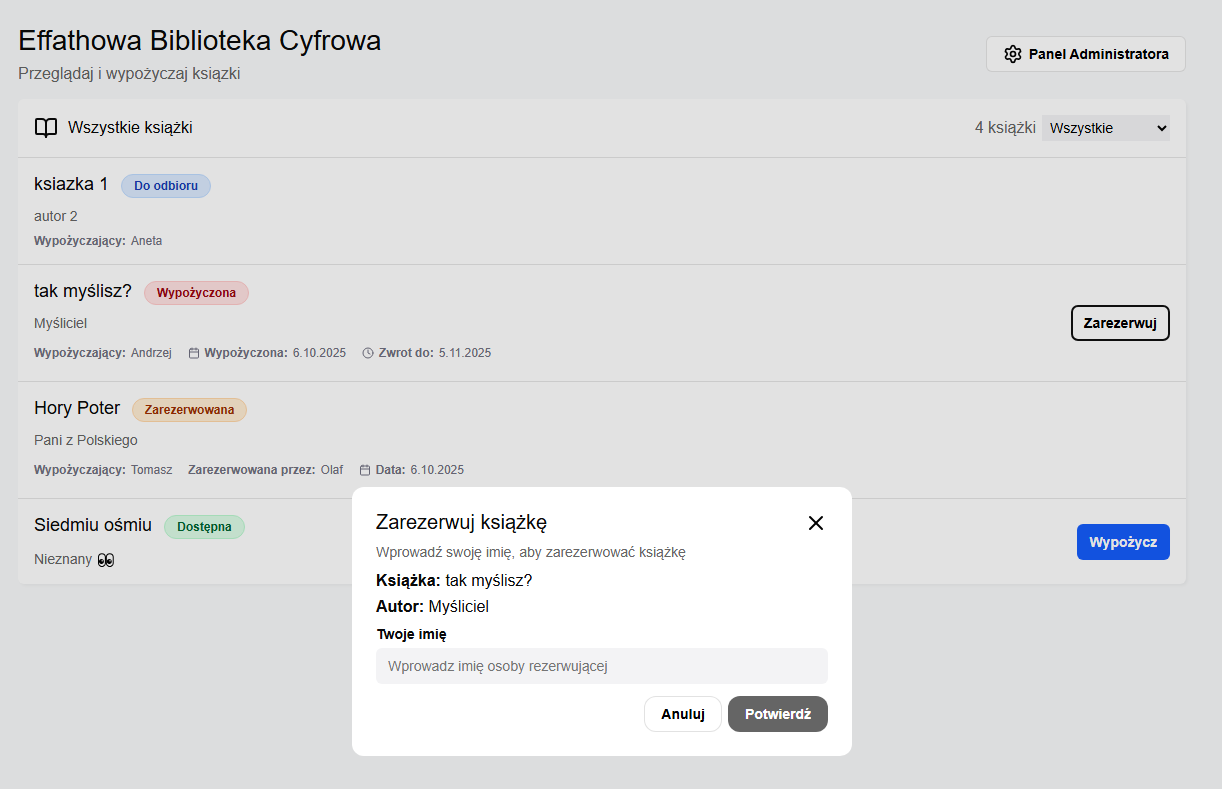 Effathowa Biblioteka Cyfrowa
Przeglądaj i wypożyczaj ksiązki
Panel Administratora
Wszystkie książki
4 książki Wszystkie
ksiazka 1 Do odbioru
autor 2
Wypożyczający: Aneta
tak myślisz? Wypożyczona
Myśliciel
Wypożyczający: Andrzej Wypożyczona: 6.10.2025 Zwrot do: 5.11.2025
Zarezerwuj
Hory Poter Zarezerwowana
Pani z Polskiego
Wypożyczający: Tomasz Zarezerwowana przez: Olaf Data: 6.10.2025
Siedmiu ośmiu Dostępna
Nieznany 👀
Wypożycz
Zarezerwuj książkę
Wprowadź swoję imię, aby zarezerwować książkę
Książka: tak myślisz?
Autor: Myśliciel
Twoje imię
Wprowadz imię osoby rezerwującej
Anuluj Potwierdź